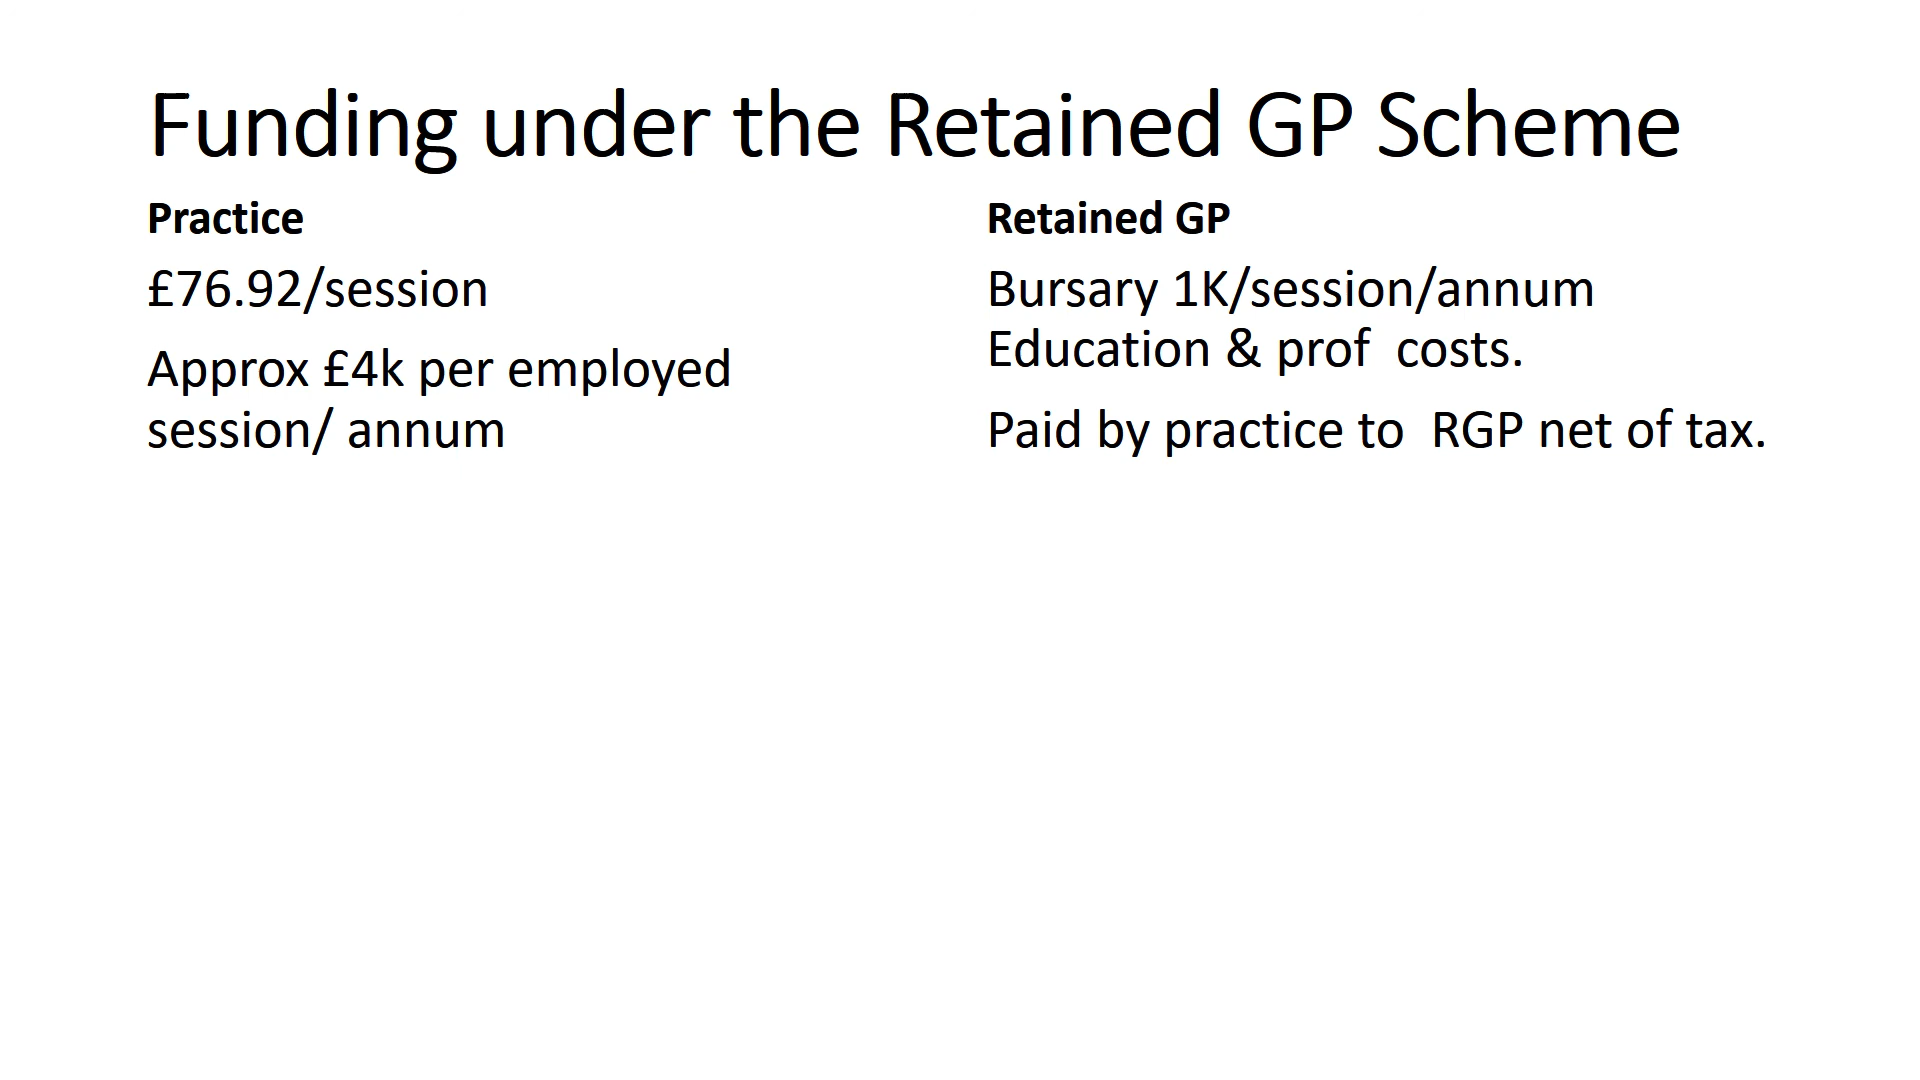 Funding under the Retained GP Scheme
Practice
£76.92/session
Approx £4k per employed
session/ annum
Retained GP
Bursary 1K/session/annum
Education & prof  costs.
Paid by practice to  RGP net of tax.